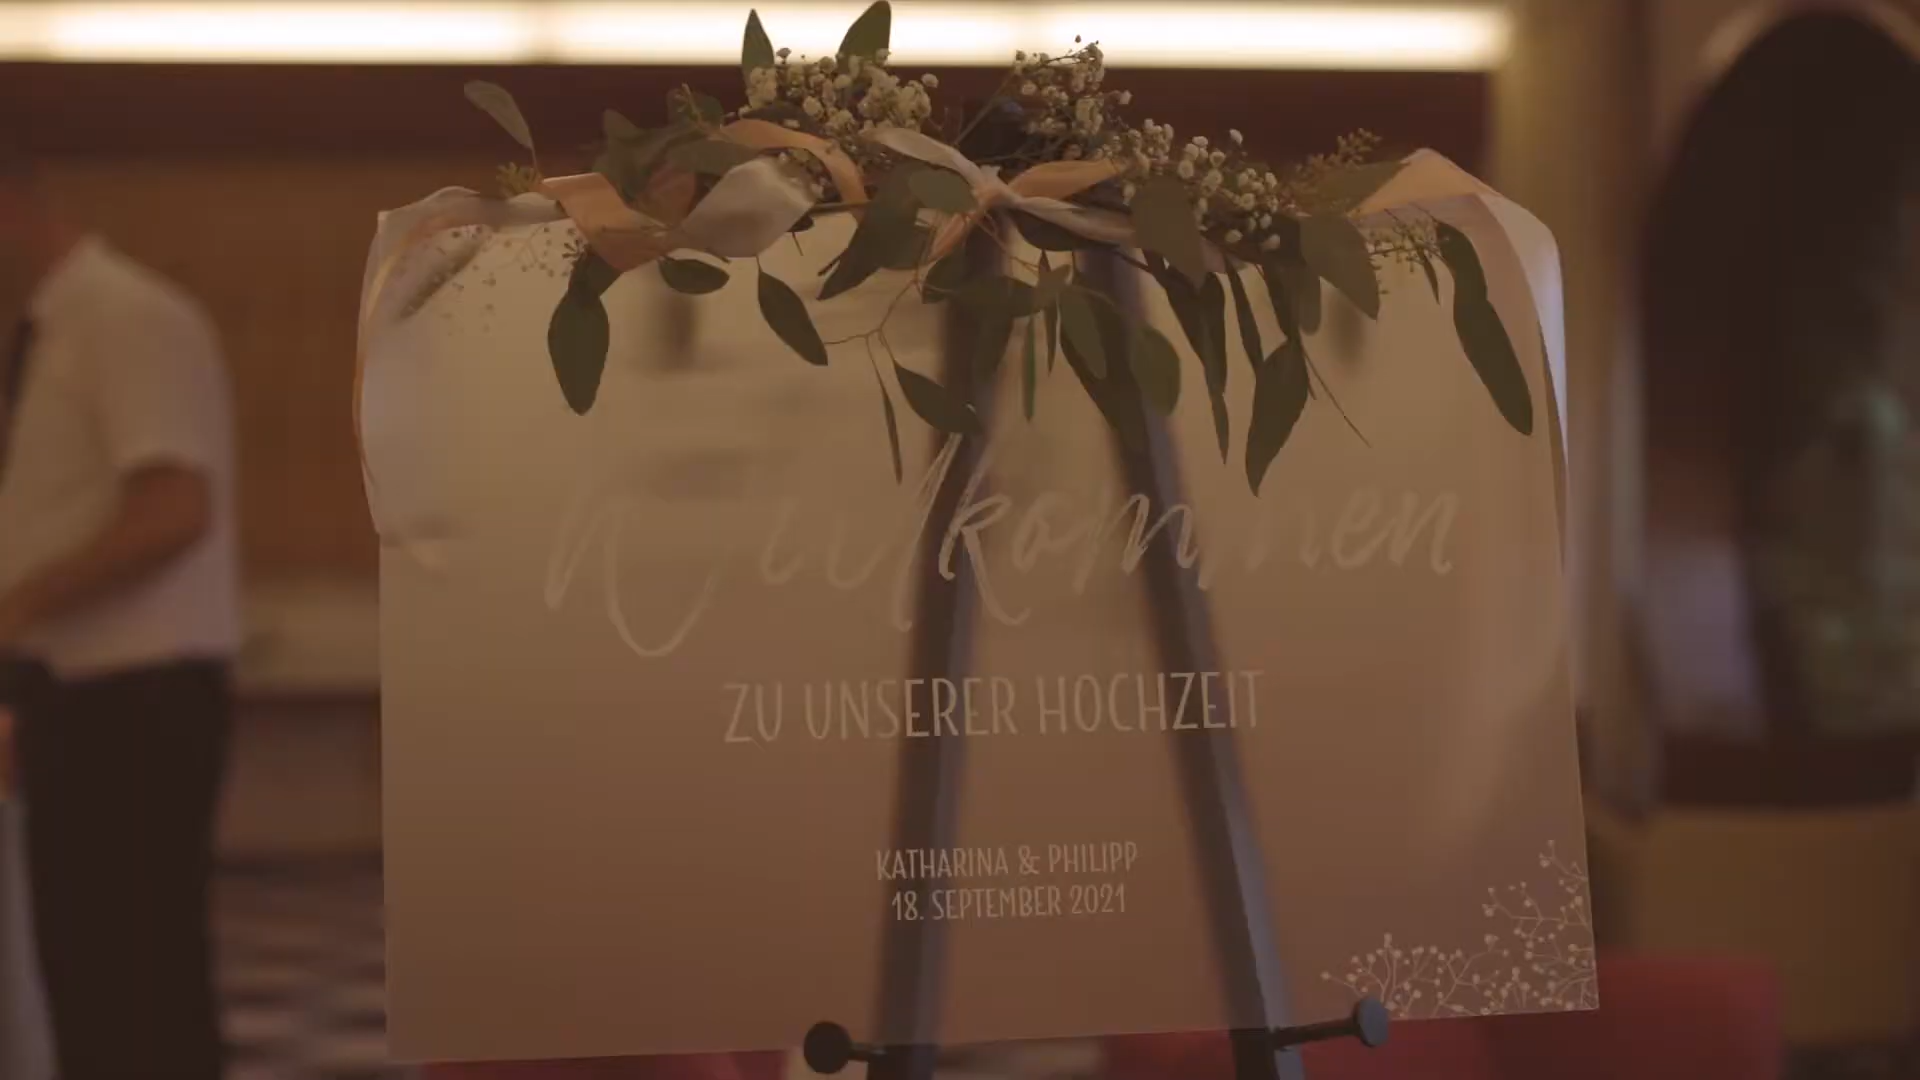 Willkommen
ZU UNSERER HOCHZEIT
KATHARINA & PHILIPP
18. SEPTEMBER 2021